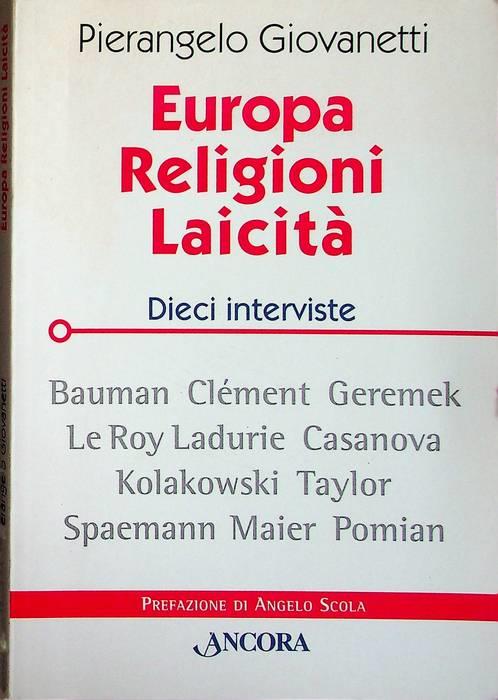 Pierangelo Giovanetti
Europa
Religioni
Laicità
Dieci interviste
Bauman Clément Geremek
Le Roy Ladurie Casanova
Kolakowski Taylor
Spaemann Maier Pomian
PREFAZIONE DI ANGELO SCOLA
ANCORA
Europa Religioni Laicità
Giovanetti